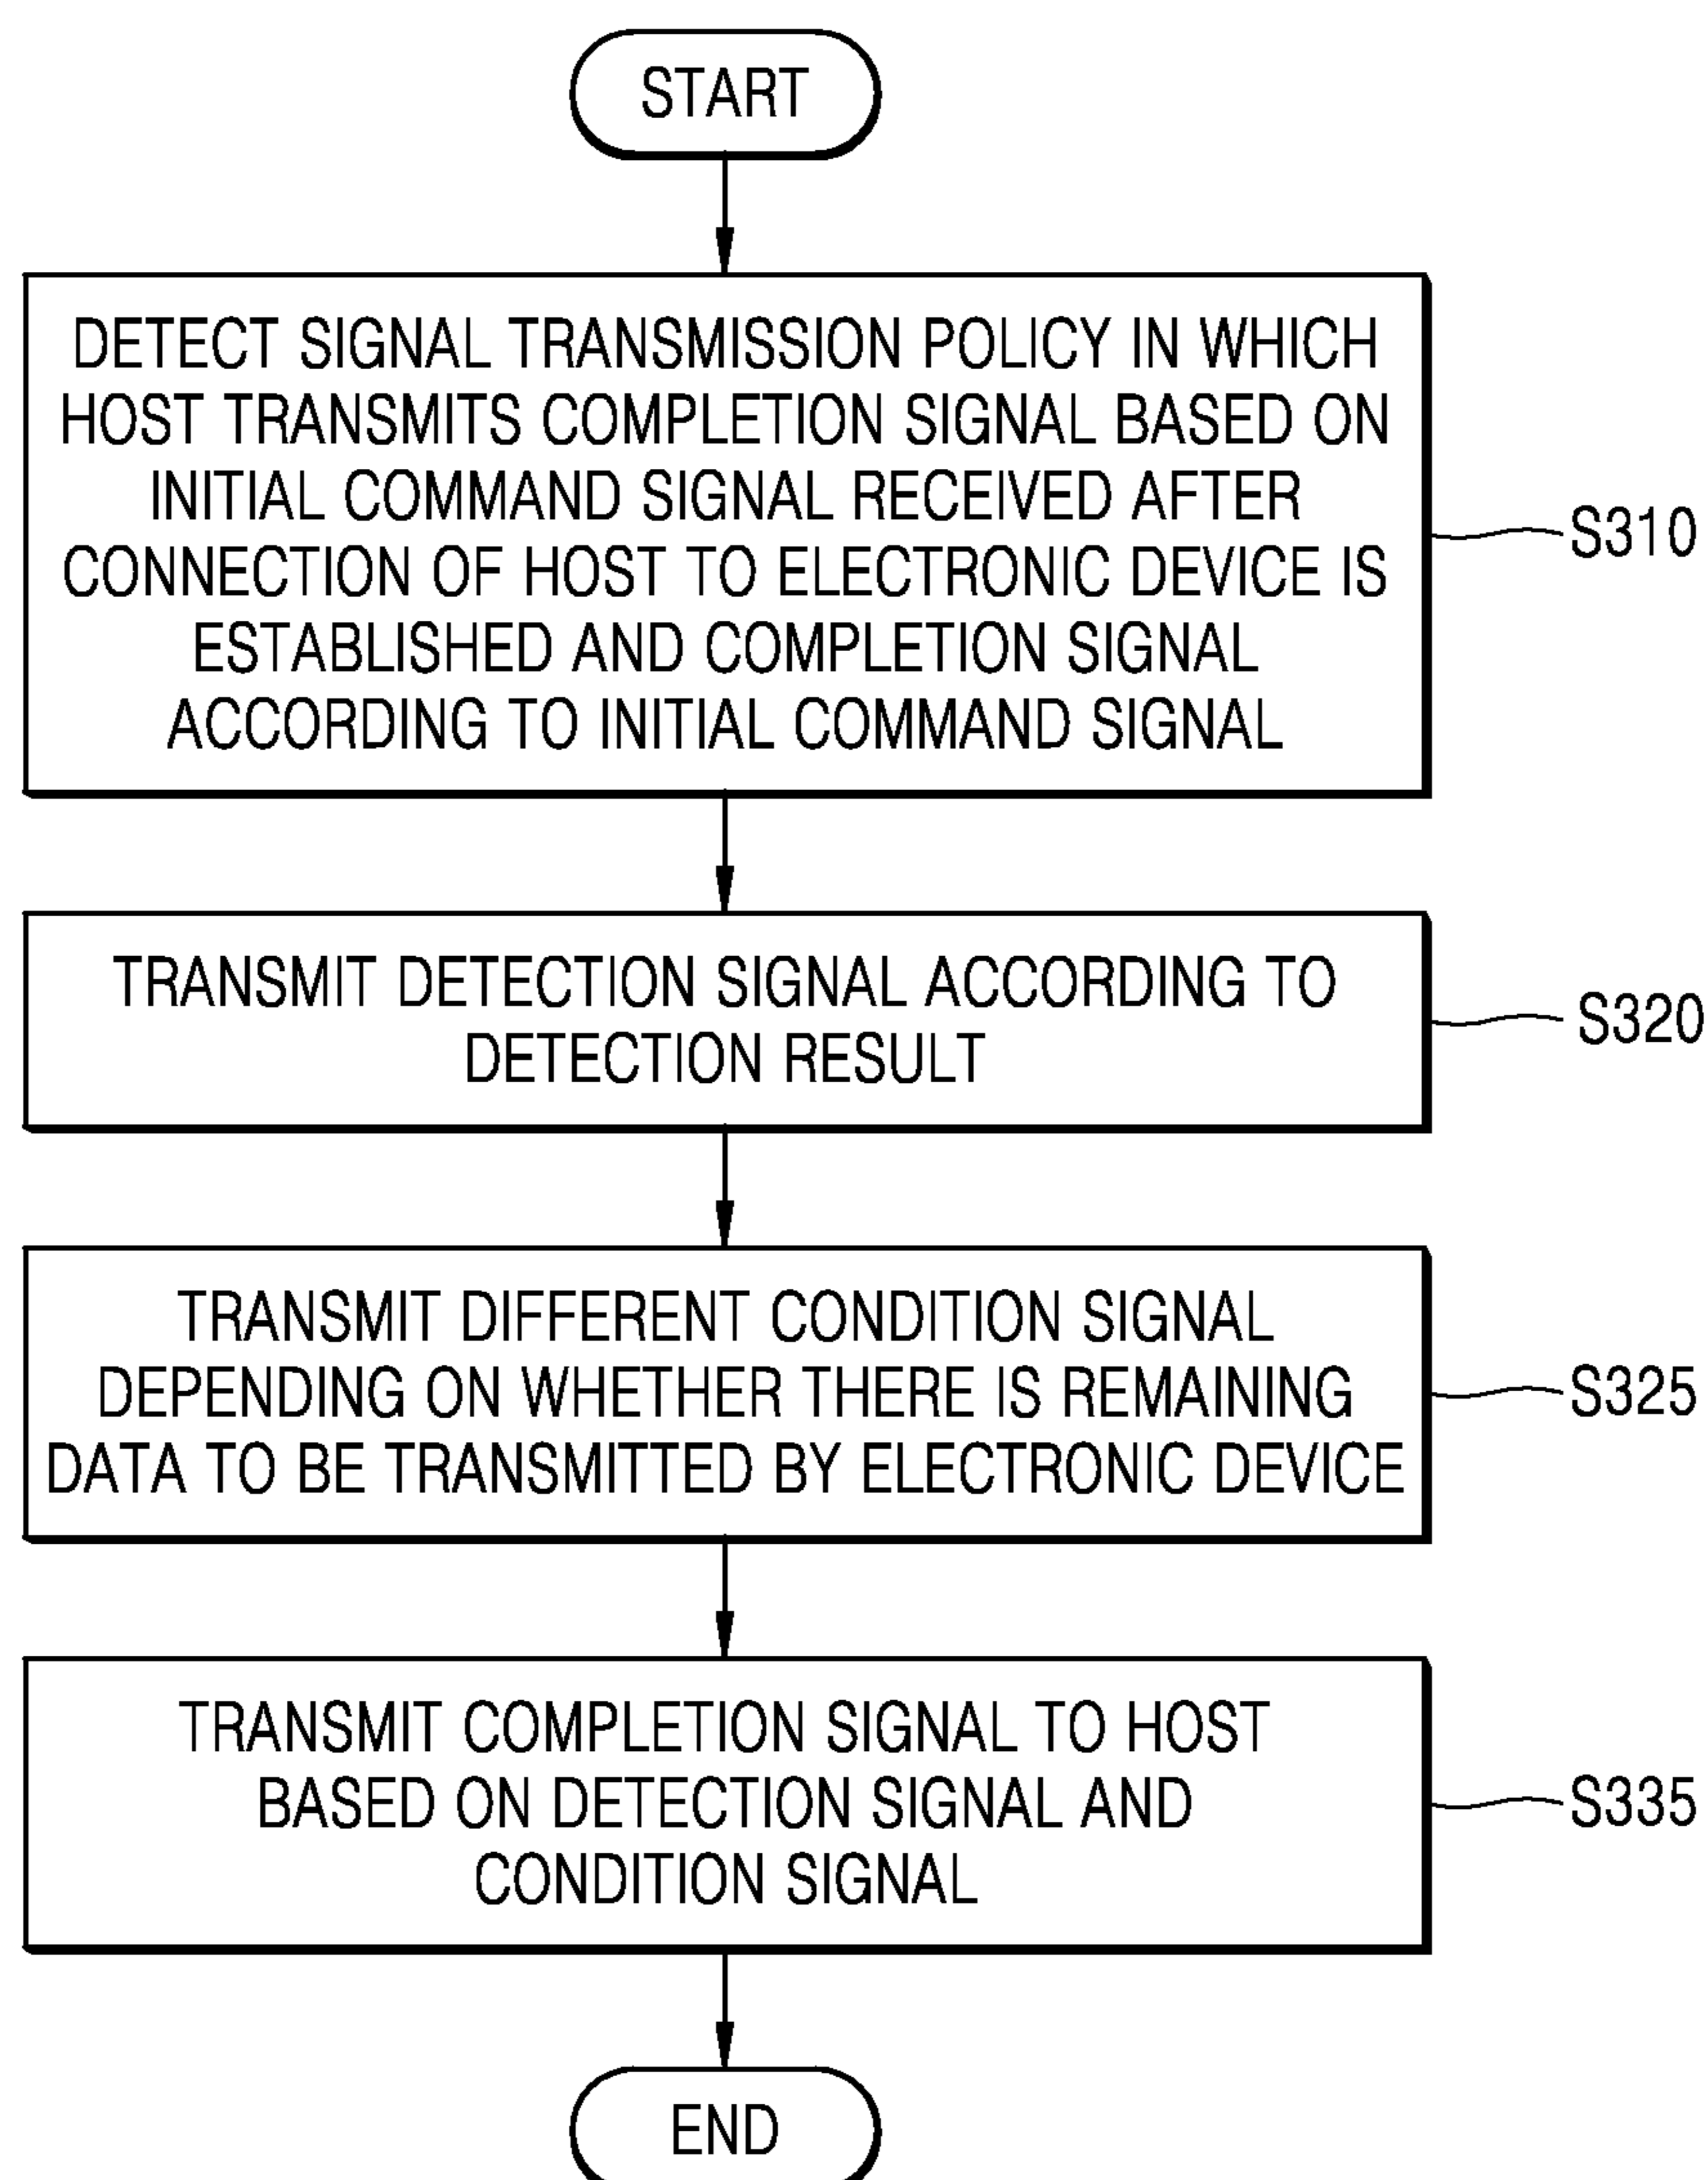 START
DETECT SIGNAL TRANSMISSION POLICY IN WHICH
HOST TRANSMITS COMPLETION SIGNAL BASED ON
INITIAL COMMAND SIGNAL RECEIVED AFTER
CONNECTION OF HOST TO ELECTRONIC DEVICE IS
ESTABLISHED AND COMPLETION SIGNAL
ACCORDING TO INITIAL COMMAND SIGNAL
S310
TRANSMIT DETECTION SIGNAL ACCORDING TO
DETECTION RESULT
S320
TRANSMIT DIFFERENT CONDITION SIGNAL
DEPENDING ON WHETHER THERE IS REMAINING
DATA TO BE TRANSMITTED BY ELECTRONIC DEVICE
S325
TRANSMIT COMPLETION SIGNAL TO HOST
BASED ON DETECTION SIGNAL AND
CONDITION SIGNAL
S335
END